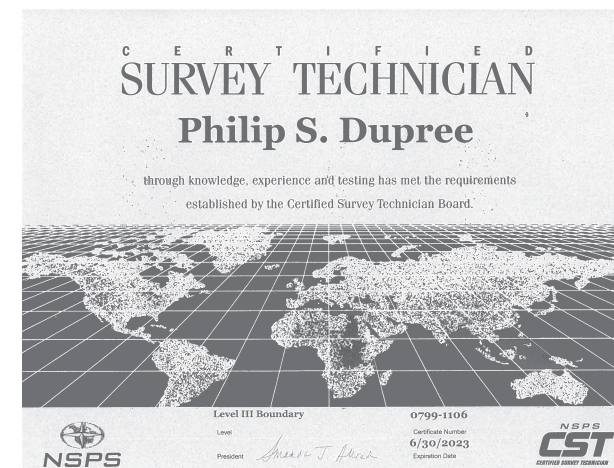 CERTIFIED
SURVEY TECHNICIAN
Philip S. Dupree
through knowledge, experience and testing has met the requirements
established by the Certified Survey Technician Board.
Level III Boundary
Level
President
0799-1106
Certificate Number
6/30/2023
Expiration Date
NSPS
NSPS
CST
CERTIFIED SURVEY TECHNICIAN